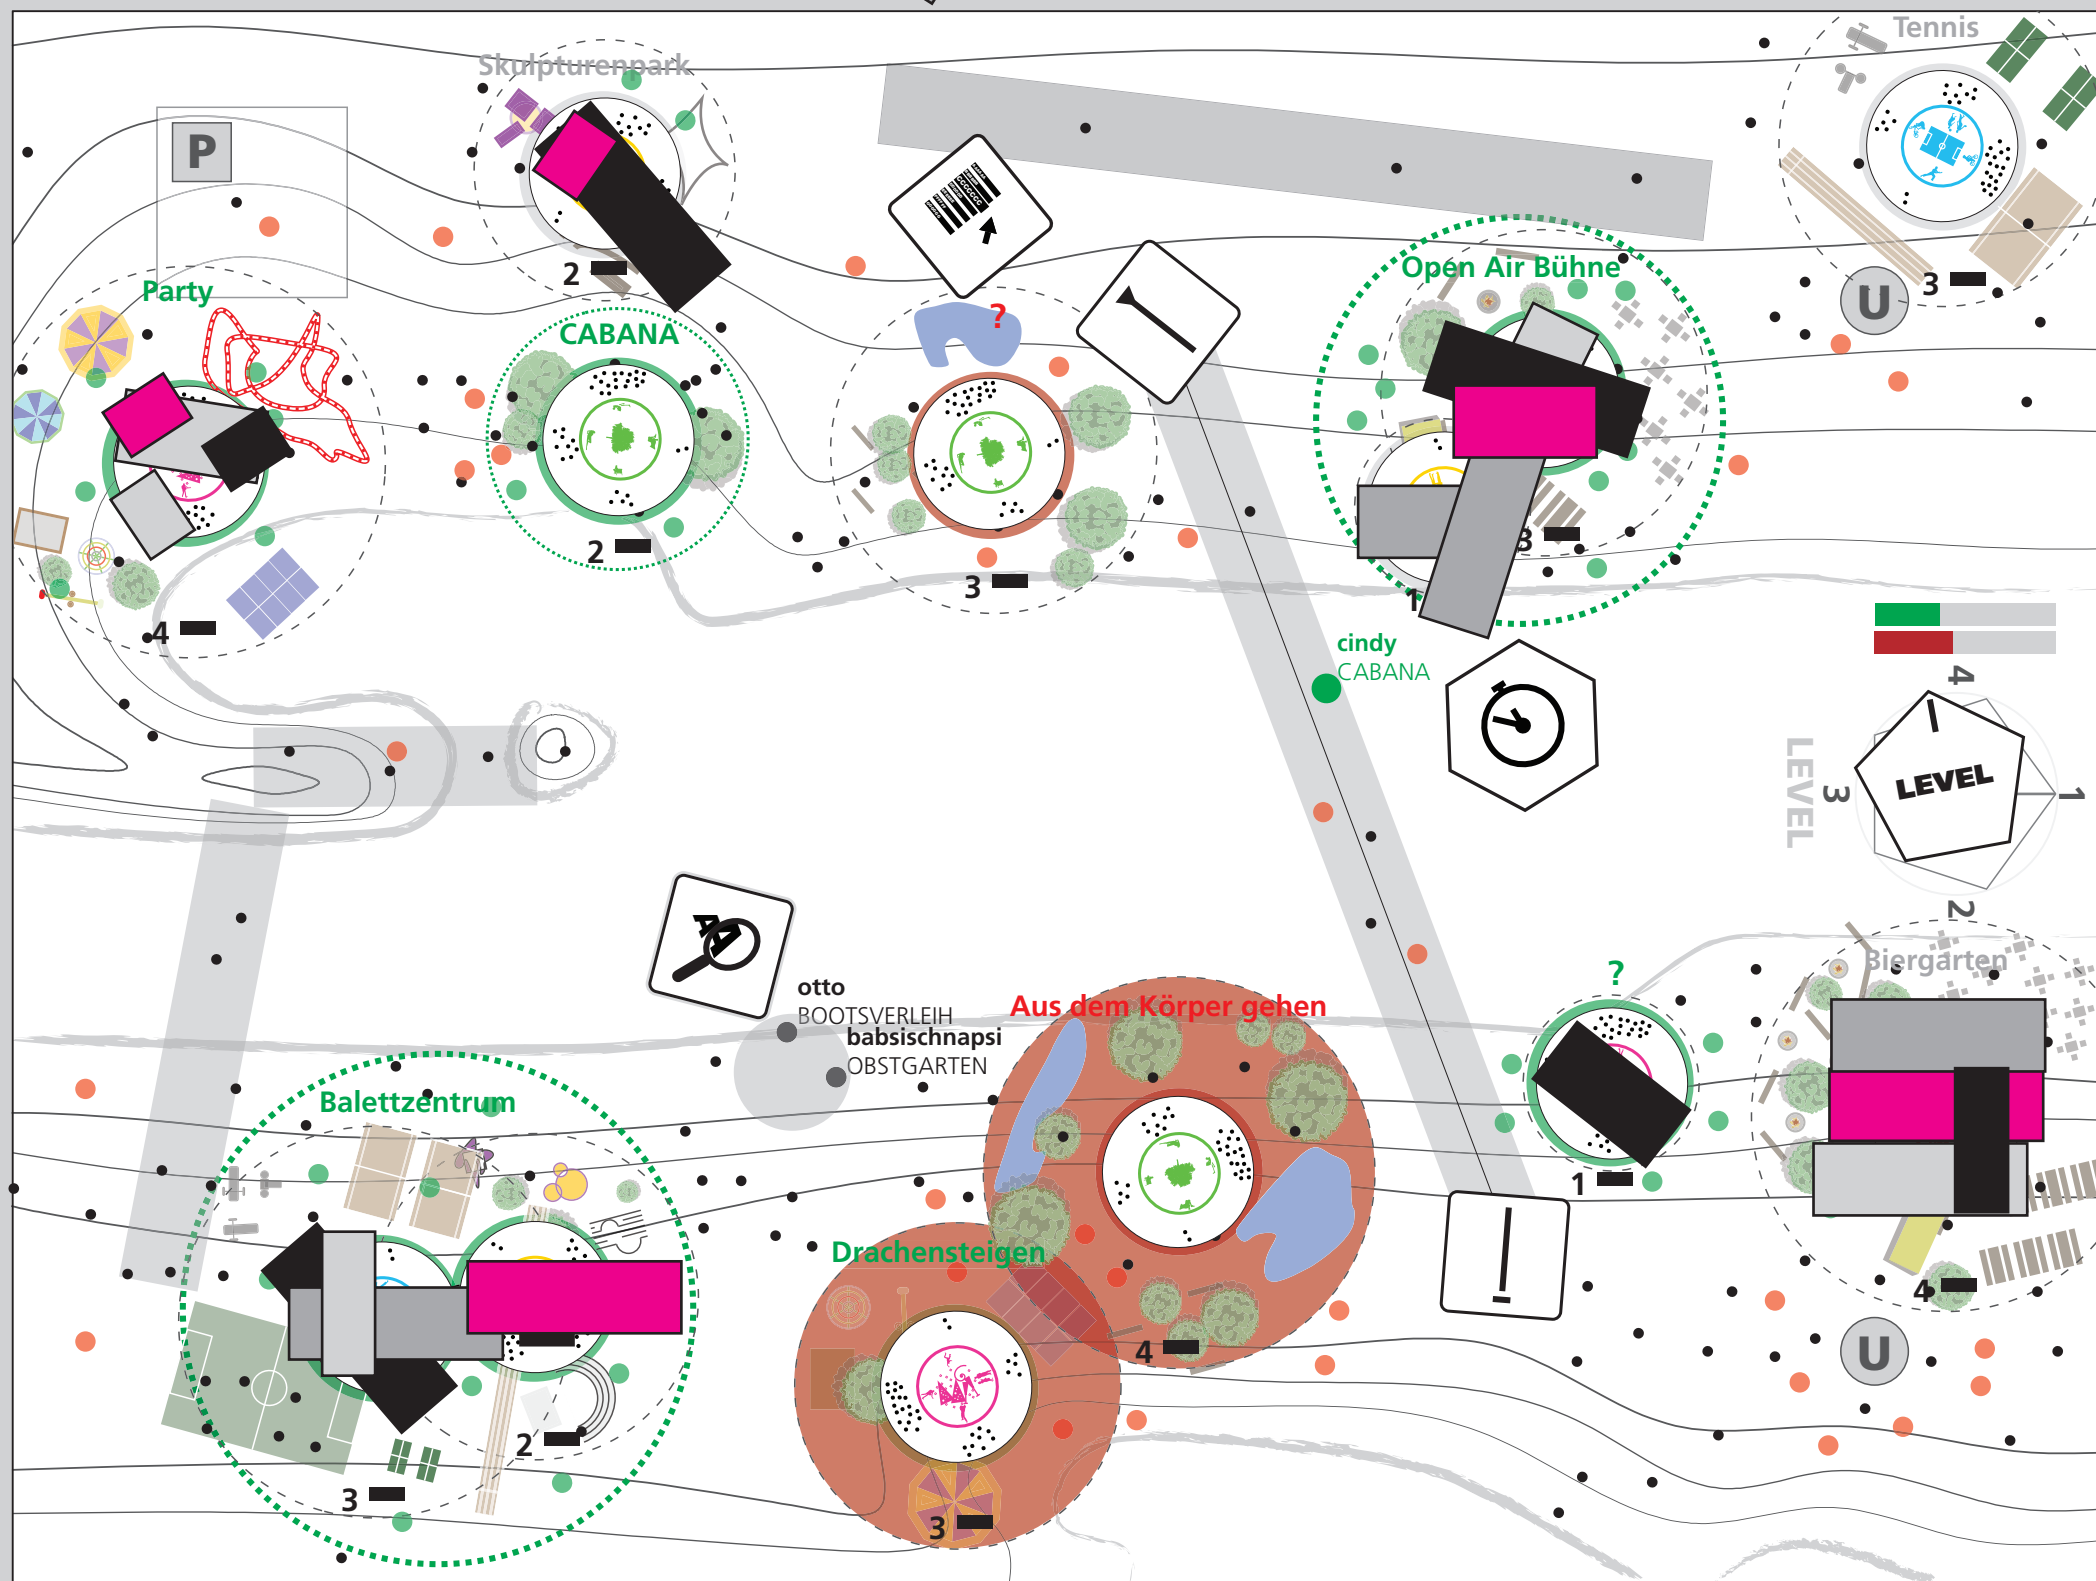 Tennis
Skulpturenpark
P
2
Open Air Bühne
3
U
Party
?
CABANA
2
3
3
1
4
cindy
CABANA
4
LEVEL
LEVEL
3
1
2
otto
BOOTSVERLEIH
babsischnapsi
OBSTGARTEN
Aus dem Körper gehen
?
Biergarten
Balettzentrum
1
Drachensteigen
4
4
U
2
3
3